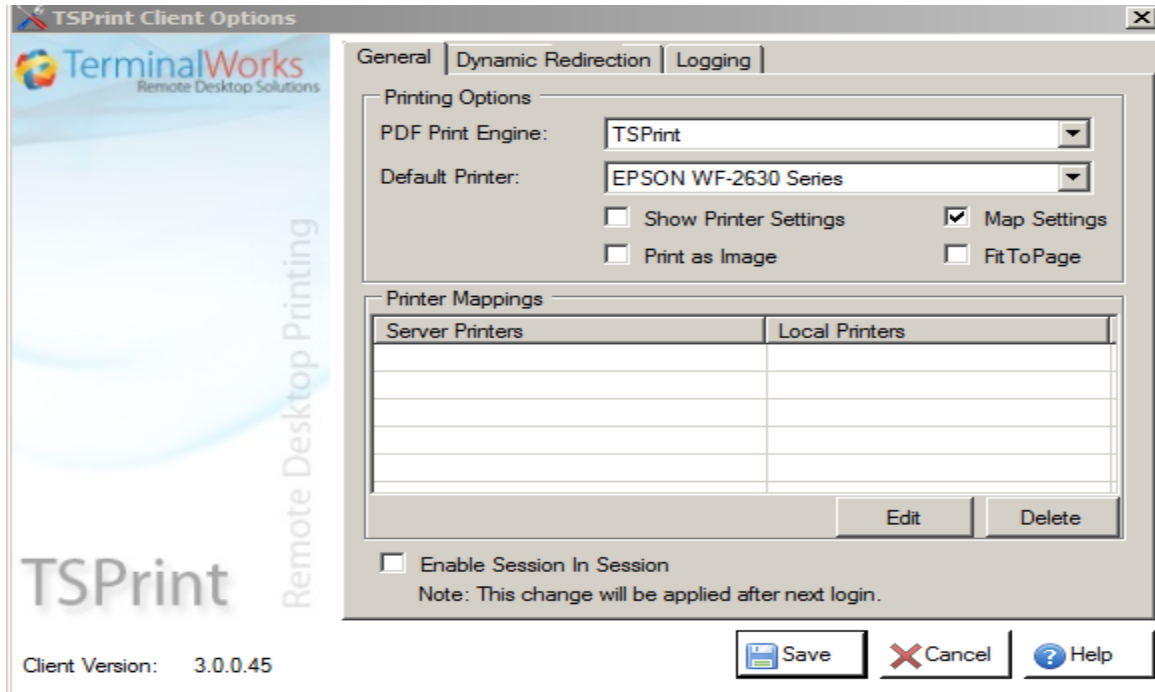 TSPrint Client Options
TerminalWorks
Remote Desktop Solutions
General
Dynamic Redirection
Logging
Printing Options
PDF Print Engine:
TSPrint
Default Printer:
EPSON WF-2630 Series
Show Printer Settings
Map Settings
Print as Image
FitToPage
Printer Mappings
Server Printers
Local Printers
Edit
Delete
Enable Session In Session
Note: This change will be applied after next login.
Remote Desktop Printing
TSPrint
Client Version: 3.0.0.45
Save
Cancel
Help